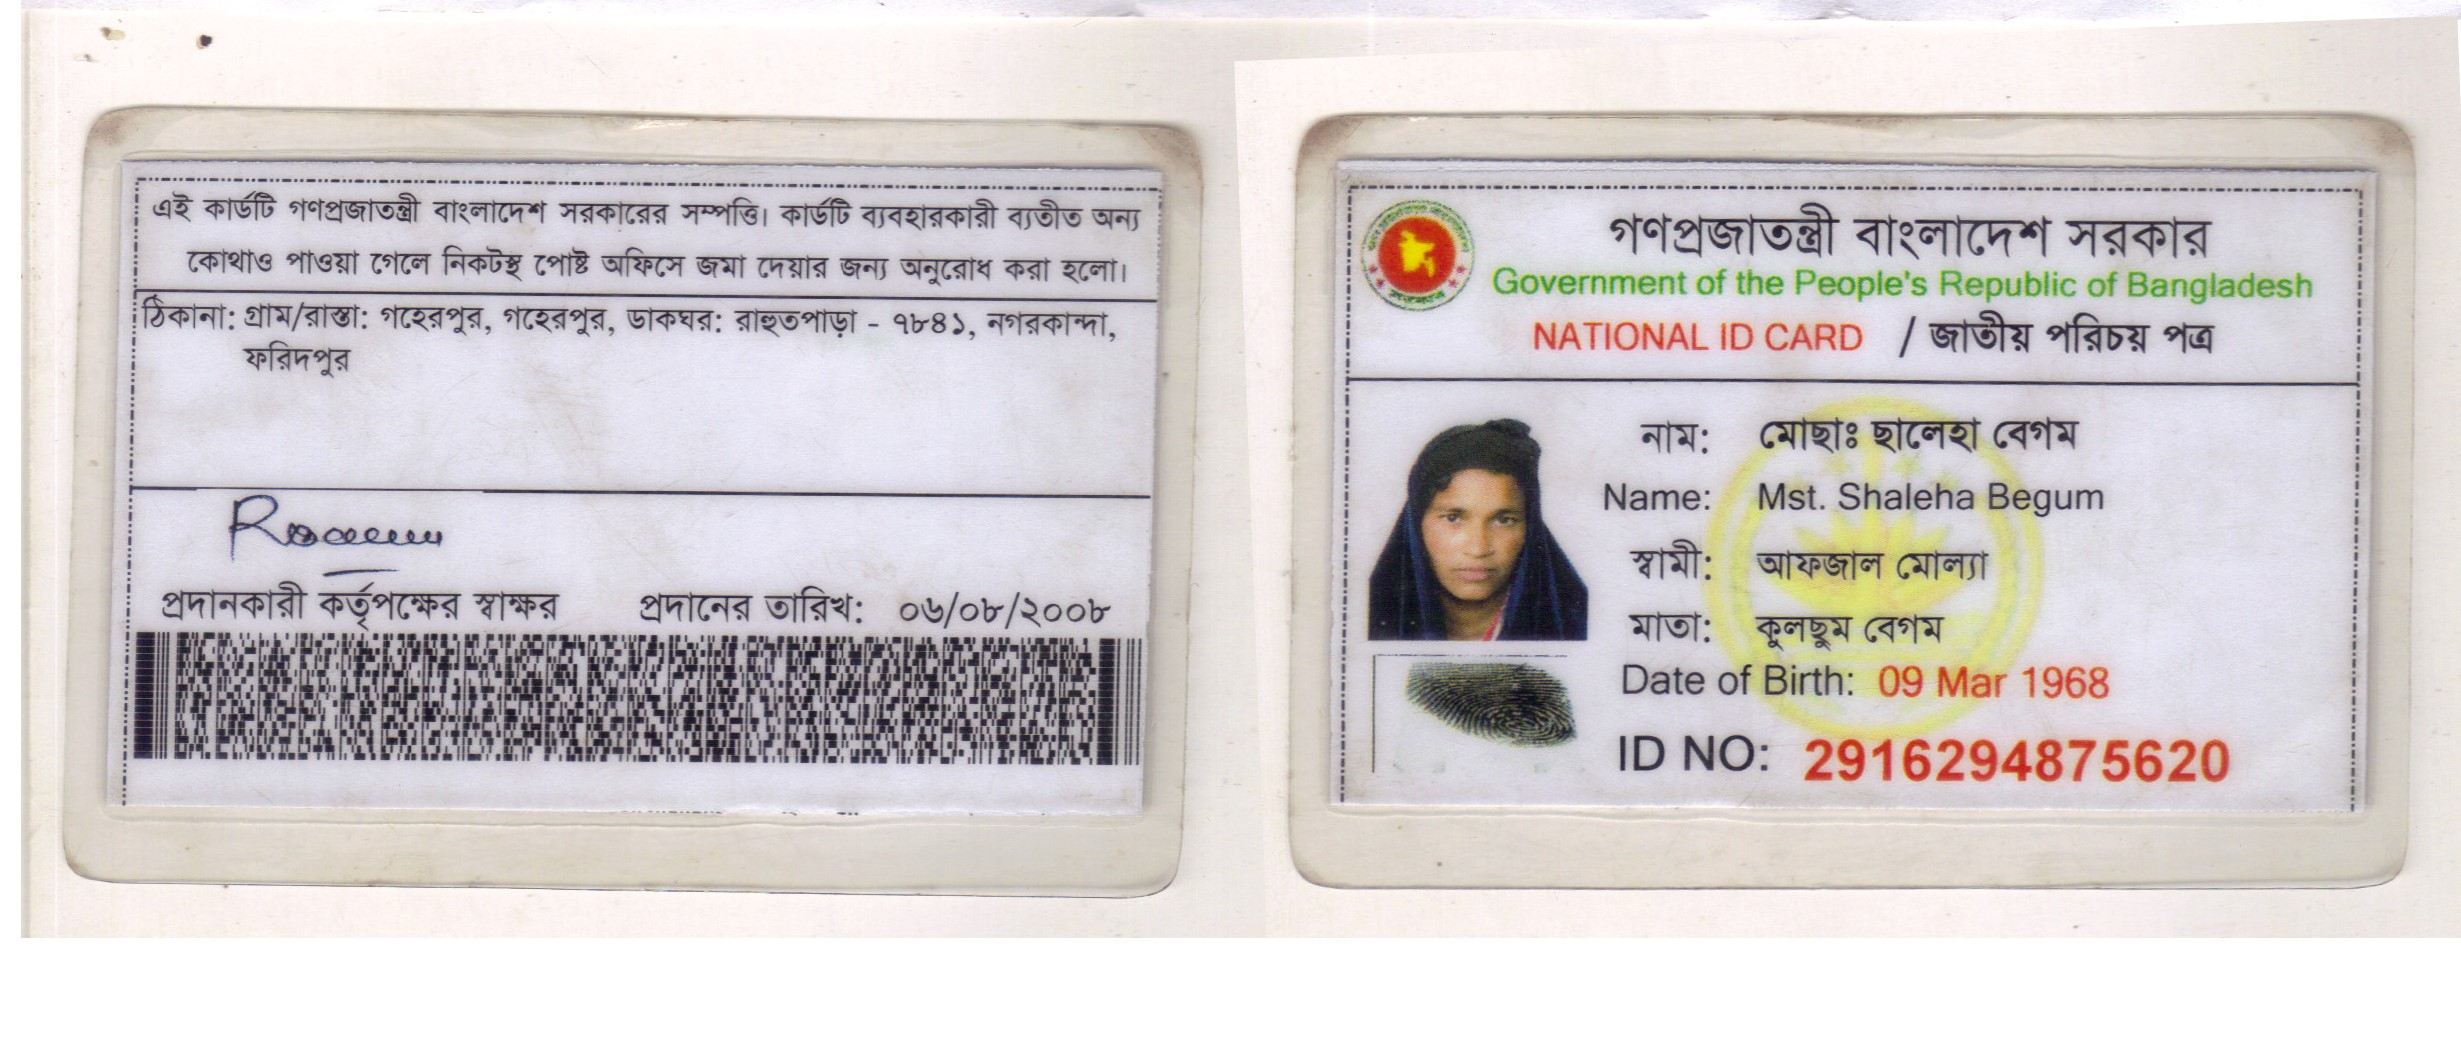 এই কার্ডটি গণপ্রজাতন্ত্রী বাংলাদেশ সরকারের সম্পত্তি। কার্ডটি ব্যবহারকারী ব্যতীত অন্য
কোথাও পাওয়া গেলে নিকটস্থ পোষ্ট অফিসে জমা দেয়ার জন্য অনুরোধ করা হলো।
ঠিকানা: গ্রাম/রাস্তা: গহেরপুর, গহেরপুর, ডাকঘর: রাহুতপাড়া - ৭৮৪১, নগরকান্দা,
ফরিদপুর
প্রদানকারী কর্তৃপক্ষের স্বাক্ষর প্রদানের তারিখ: ০৬/০৮/২০০৮
গণপ্রজাতন্ত্রী বাংলাদেশ সরকার
Government of the People's Republic of Bangladesh
NATIONAL ID CARD / জাতীয় পরিচয় পত্র
নাম: মোছাঃ ছালেহা বেগম
Name: Mst. Shaleha Begum
স্বামী: আফজাল মোল্যা
মাতা: কুলছুম বেগম
Date of Birth: 09 Mar 1968
ID NO: 2916294875620